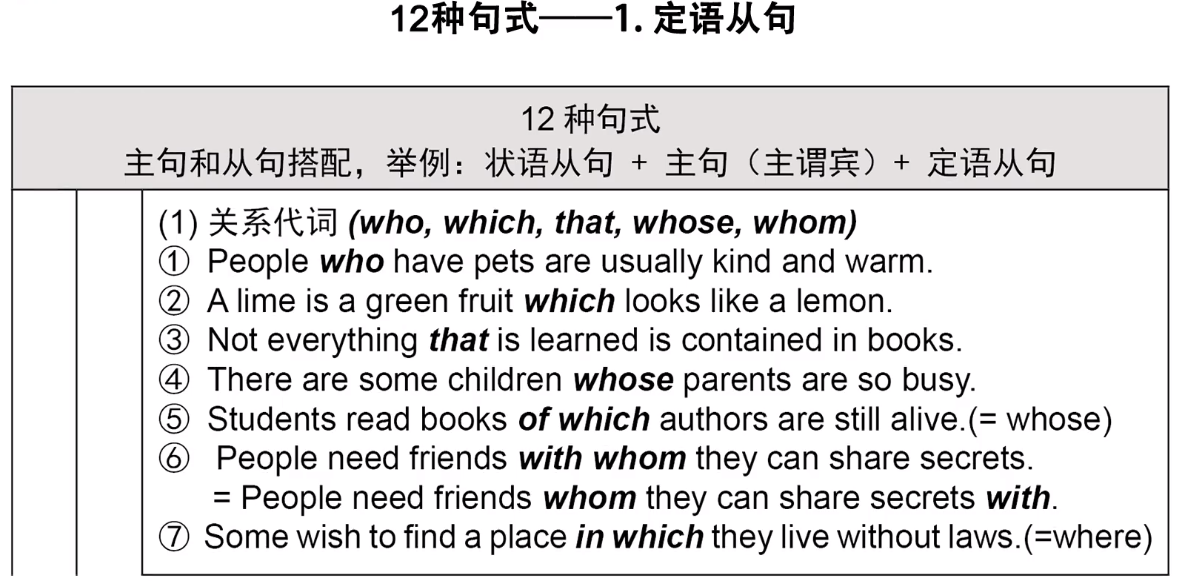 12种句式——1. 定语从句
12 种句式
主句和从句搭配，举例：状语从句 + 主句（主谓宾）+ 定语从句
(1) 关系代词 (who, which, that, whose, whom)
① People who have pets are usually kind and warm.
② A lime is a green fruit which looks like a lemon.
③ Not everything that is learned is contained in books.
④ There are some children whose parents are so busy.
⑤ Students read books of which authors are still alive.(= whose)
⑥ People need friends with whom they can share secrets.
= People need friends whom they can share secrets with.
⑦ Some wish to find a place in which they live without laws.(=where)